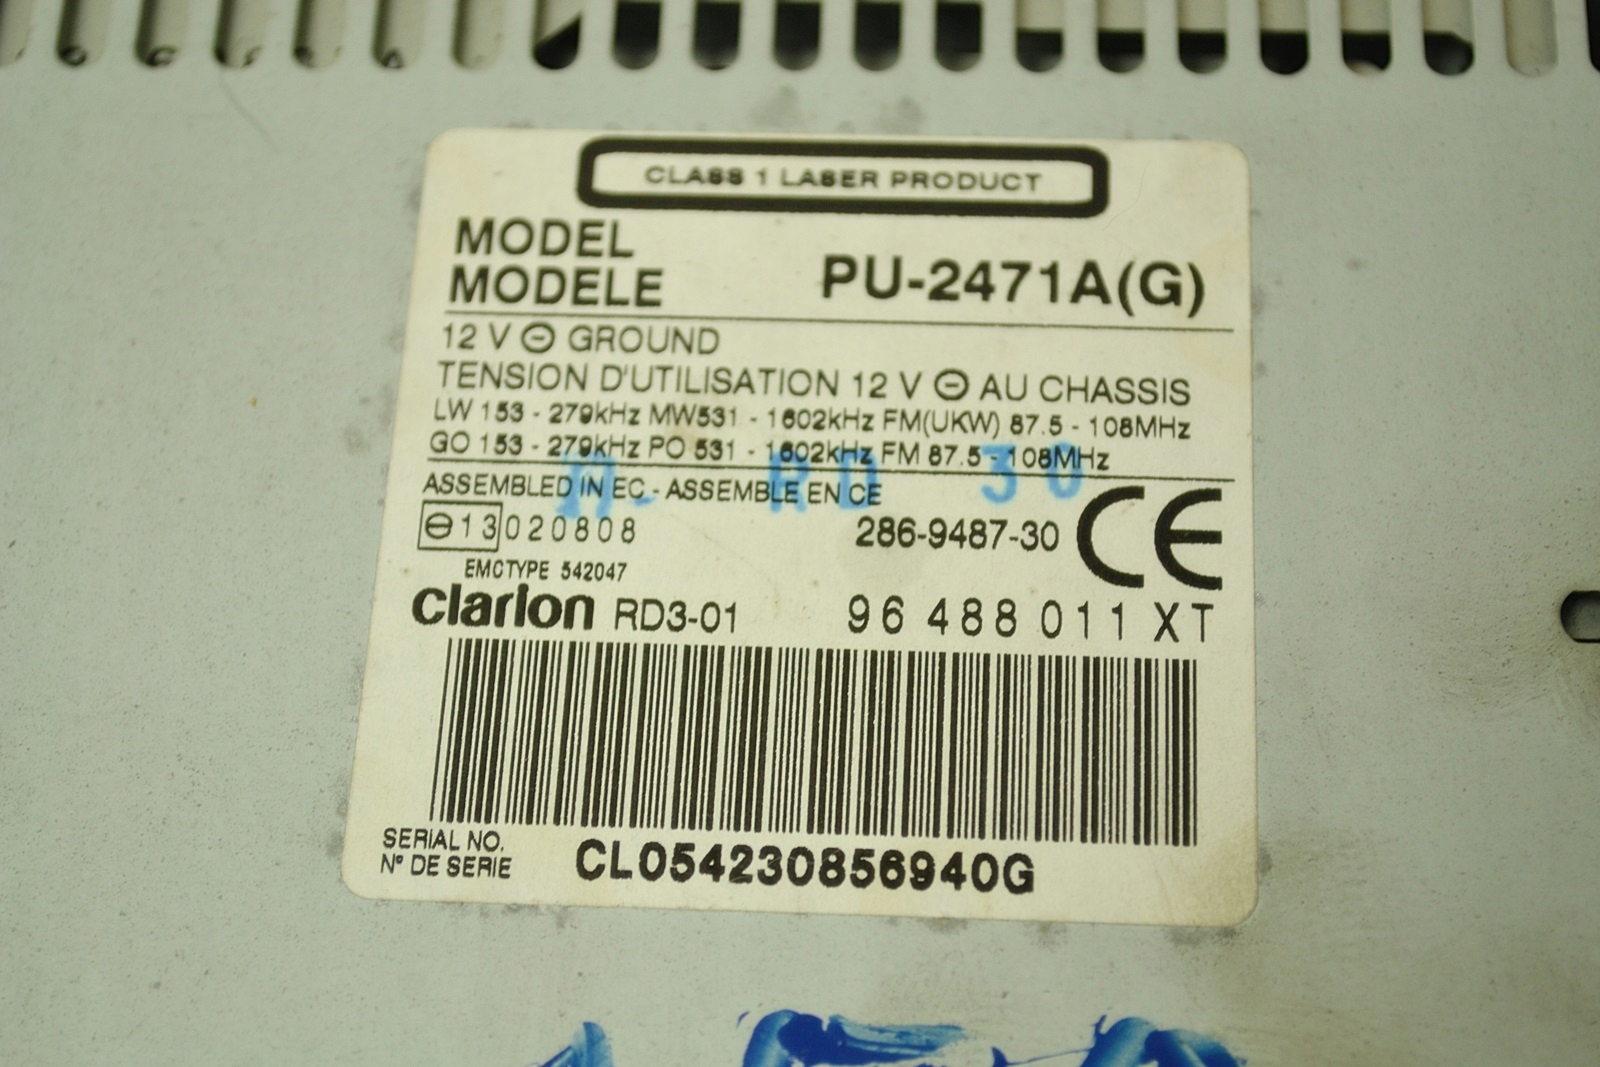 CLASS 1 LASER PRODUCT
MODEL
MODELE
PU-2471A(G)
12 V ⊖ GROUND
TENSION D'UTILISATION 12 V ⊖ AU CHASSIS
LW 153 - 279kHz MW531 - 1602kHz FM(UKW) 87.5 - 108MHz
GO 153 - 279kHz PO 531 - 1602kHz FM 87.5 - 108MHz
RD 30
ASSEMBLED IN EC - ASSEMBLE EN CE
⊖13 020808
286-9487-30 CE
EMCTYPE 542047
clarion RD3-01 96 488 011 XT
SERIAL NO.
N° DE SERIE
CL054230856940G